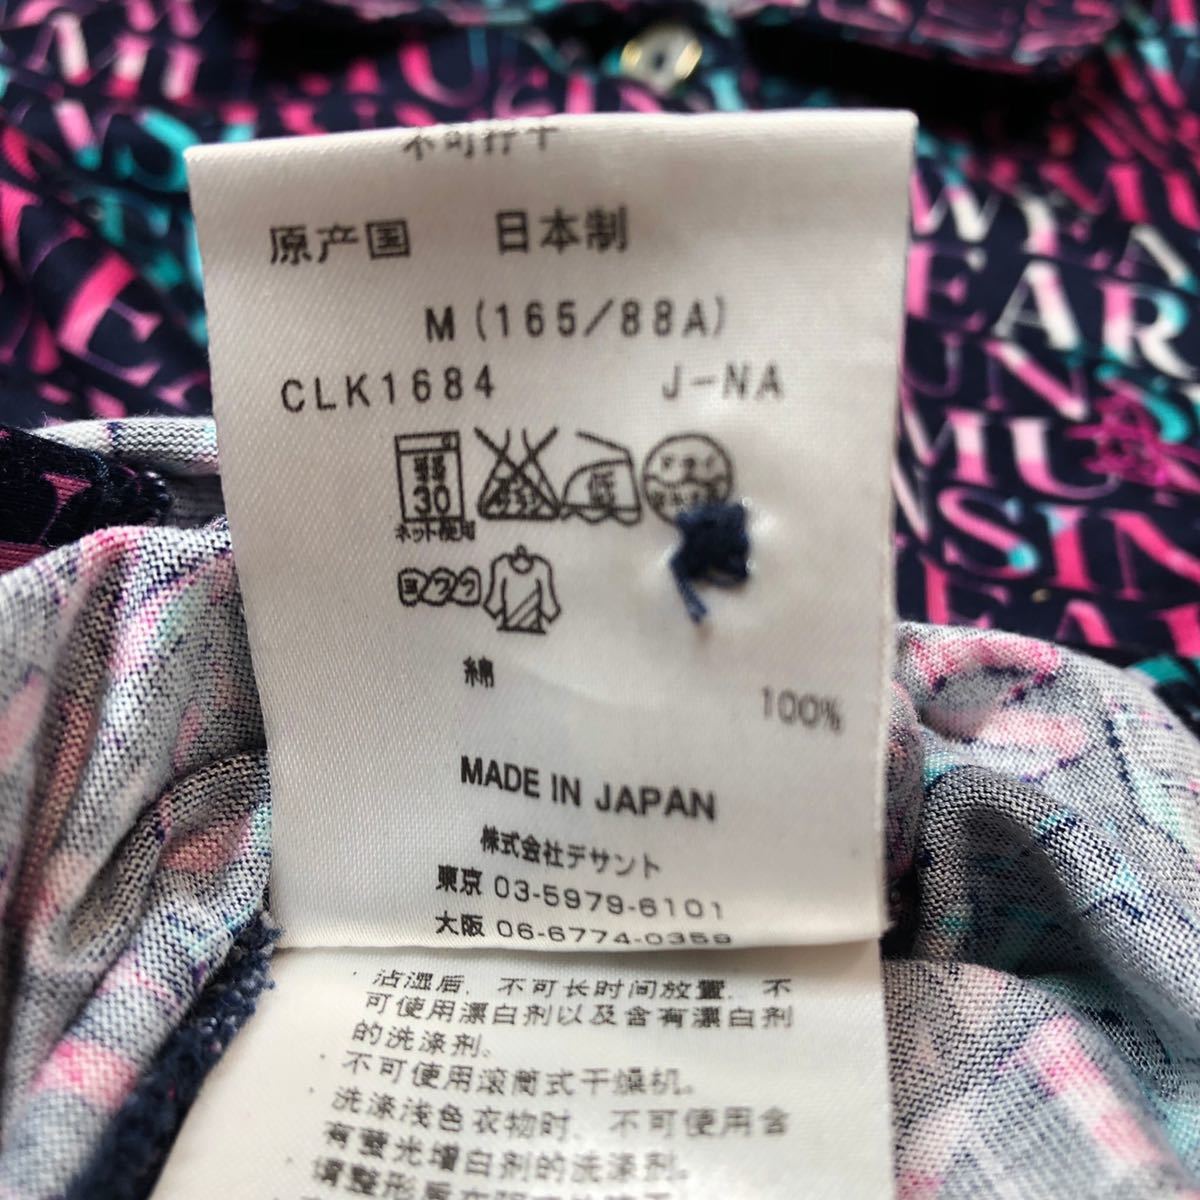 原产国 日本制
M(165/88A)
CLK1684 J-NA
弱
30
ネット使用
低
綿 100%
MADE IN JAPAN
株式会社デサント
東京 03-5979-6101
大阪 06-6774-0359
·沾湿后,不可长时间放置,不
可使用漂白剂以及含有漂白剂
的洗涤剂。
·不可使用滚筒式干燥机。
·洗涤浅色衣物时,不可使用含
有萤光增白剂的洗涤剂。